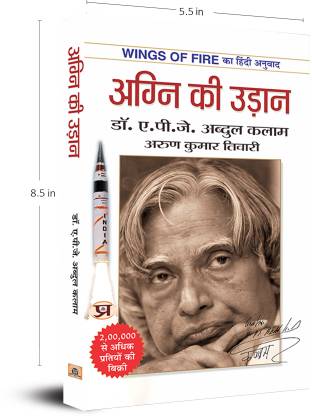 5.5 in
8.5 in
WINGS OF FIRE का हिंदी अनुवाद
अग्नि की उड़ान
डॉ. ए.पी.जे. अब्दुल कलाम
अरुण कुमार तिवारी
अग्नि की उड़ान
INDIA
डॉ. ए.पी.जे. अब्दुल कलाम
प्र
2,00,000
से अधिक
प्रतियों की
बिक्री